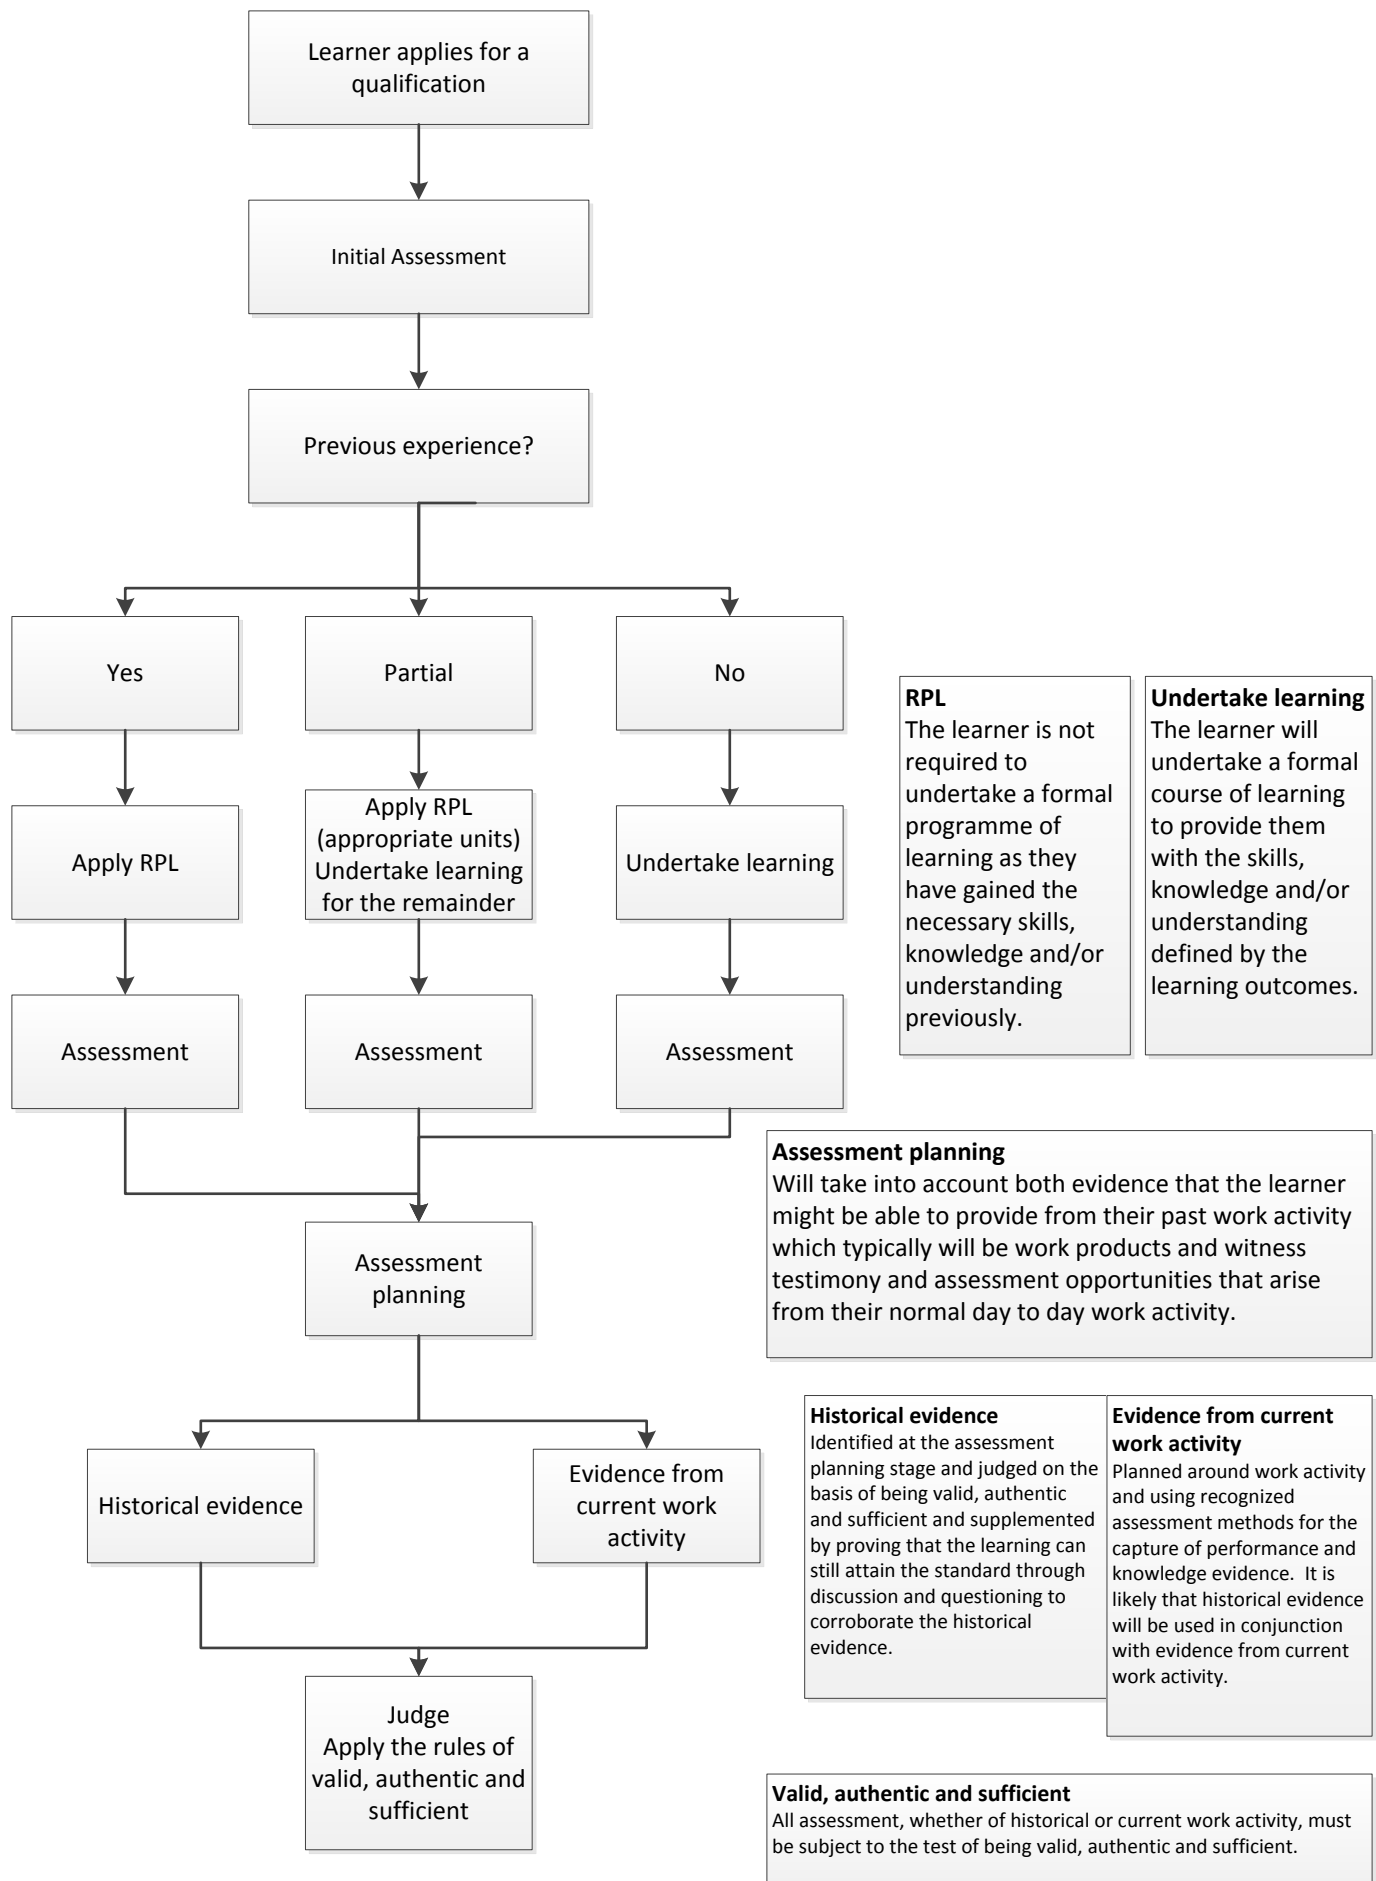 Learner applies for a
qualification
Initial Assessment
Previous experience?
Yes
Partial
No
Apply RPL
Apply RPL
(appropriate units)
Undertake learning
for the remainder
Undertake learning
Assessment
Assessment
Assessment
Assessment
planning
Historical evidence
Evidence from
current work
activity
Judge
Apply the rules of
valid, authentic and
sufficient
RPL
The learner is not
required to
undertake a formal
programme of
learning as they
have gained the
necessary skills,
knowledge and/or
understanding
previously.
Undertake learning
The learner will
undertake a formal
course of learning
to provide them
with the skills,
knowledge and/or
understanding
defined by the
learning outcomes.
Assessment planning
Will take into account both evidence that the learner
might be able to provide from their past work activity
which typically will be work products and witness
testimony and assessment opportunities that arise
from their normal day to day work activity.
Historical evidence
Identified at the assessment
planning stage and judged on the
basis of being valid, authentic
and sufficient and supplemented
by proving that the learning can
still attain the standard through
discussion and questioning to
corroborate the historical
evidence.
Evidence from current
work activity
Planned around work activity
and using recognized
assessment methods for the
capture of performance and
knowledge evidence.  It is
likely that historical evidence
will be used in conjunction
with evidence from current
work activity.
Valid, authentic and sufficient
All assessment, whether of historical or current work activity, must
be subject to the test of being valid, authentic and sufficient.